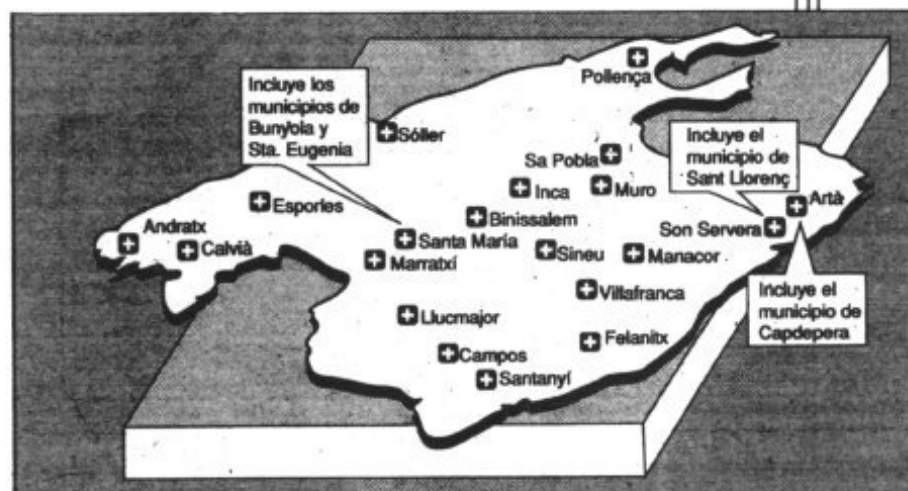 Pollença
Incluye los
municipios de
Bunyola y
Sta. Eugenia
Sóller
Incluye el
municipio de
Sant Llorenç
Sa Pobla
Inca
Muro
Artà
Esporles
Binissalem
Son Servera
Andratx
Calvià
Santa María
Marratxí
Sineu
Manacor
Villafranca
Incluye el
municipio de
Capdepera
Llucmajor
Felanitx
Campos
Santanyí